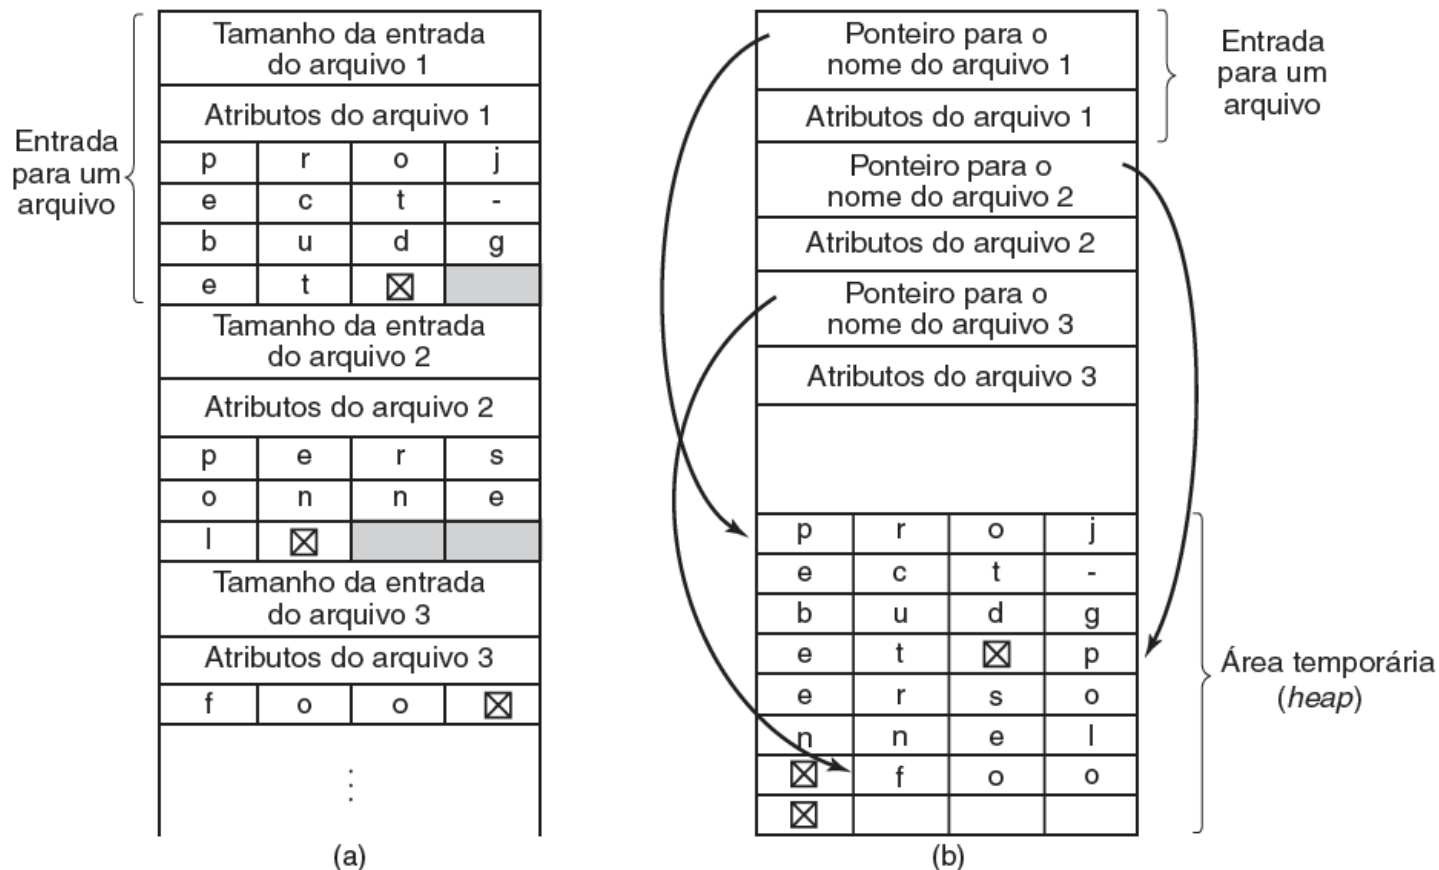 Tamanho da entrada
do arquivo 1
Atributos do arquivo 1
Entrada
para um
arquivo
p r o j
e c t -
b u d g
e t ☒
Tamanho da entrada
do arquivo 2
Atributos do arquivo 2
p e r s
o n n e
l ☒
Tamanho da entrada
do arquivo 3
Atributos do arquivo 3
f o o ☒
⋮
(a)
Ponteiro para o
nome do arquivo 1
Atributos do arquivo 1
Entrada
para um
arquivo
Ponteiro para o
nome do arquivo 2
Atributos do arquivo 2
Ponteiro para o
nome do arquivo 3
Atributos do arquivo 3
p r o j
e c t -
b u d g
e t ☒ p
e r s o
n n e l
☒ f o o
☒
Área temporária
(heap)
(b)